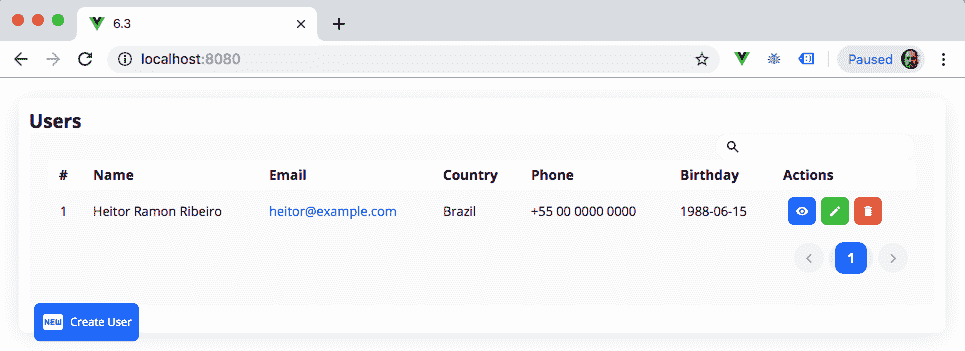 6.3
localhost:8080
Paused
Users
# Name Email Country Phone Birthday Actions
1 Heitor Ramon Ribeiro heitor@example.com Brazil +55 00 0000 0000 1988-06-15
1
NEW Create User